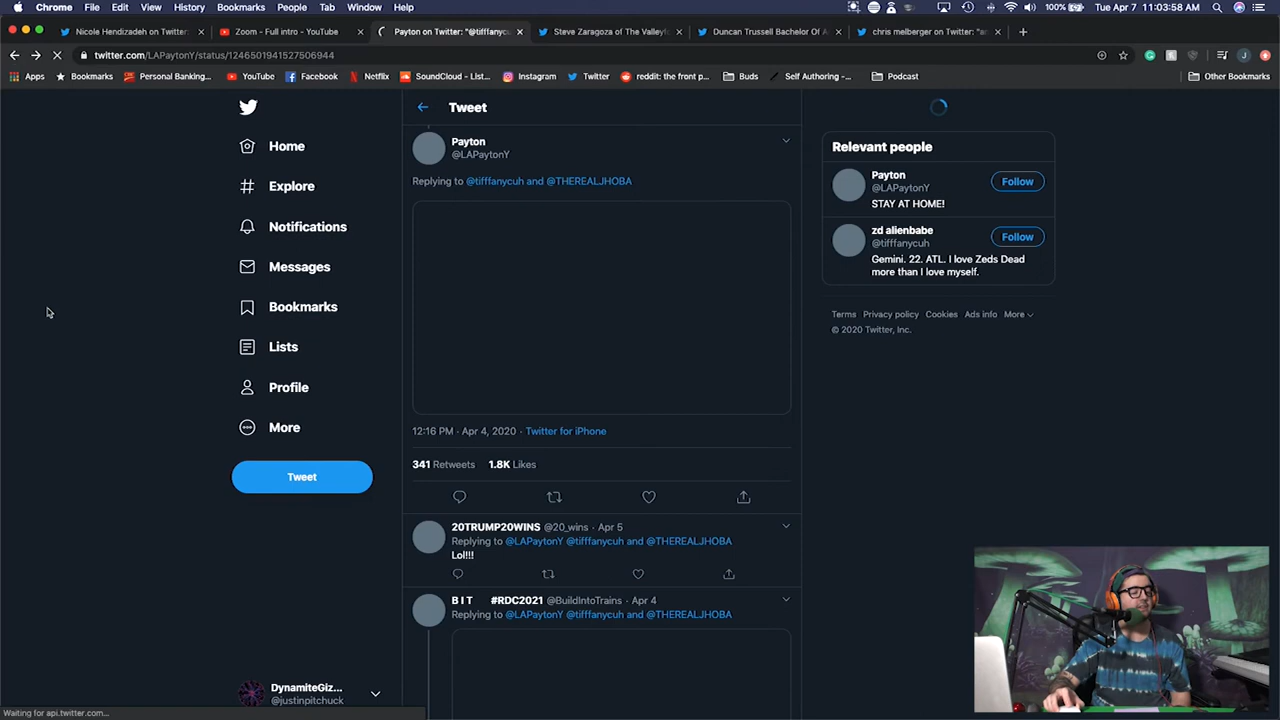 Chrome File Edit View History Bookmarks People Tab Window Help 100% Tue Apr 7 11:03:58 AM
Nicole Hendizadeh on Twitter: Zoom - Full intro - YouTube Payton on Twitter: "@tiffanycu Steve Zaragoza of The Valleyf Duncan Trussell Bachelor Of A chris melberger on Twitter: "a
twitter.com/LAPaytonY/status/1246501941527506944
Apps Bookmarks Personal Banking... YouTube Facebook Netflix SoundCloud – List... Instagram Twitter reddit: the front p... Buds Self Authoring -... Podcast Other Bookmarks
Home
Explore
Notifications
Messages
Bookmarks
Lists
Profile
More
Tweet
DynamiteGiz...
@justinpitchuck
Tweet
Payton
@LAPaytonY
Replying to @tifffanycuh and @THEREALJHOBA
12:16 PM · Apr 4, 2020 · Twitter for iPhone
341 Retweets 1.8K Likes
20TRUMP20WINS @20_wins · Apr 5
Replying to @LAPaytonY @tifffanycuh and @THEREALJHOBA
Lol!!!
B I T #RDC2021 @BuildIntoTrains · Apr 4
Replying to @LAPaytonY @tifffanycuh and @THEREALJHOBA
Relevant people
Payton
@LAPaytonY
Follow
STAY AT HOME!
zd alienbabe
@tifffanycuh
Follow
Gemini. 22. ATL. I love Zeds Dead
more than I love myself.
Terms Privacy policy Cookies Ads info More
© 2020 Twitter, Inc.
Waiting for api.twitter.com...